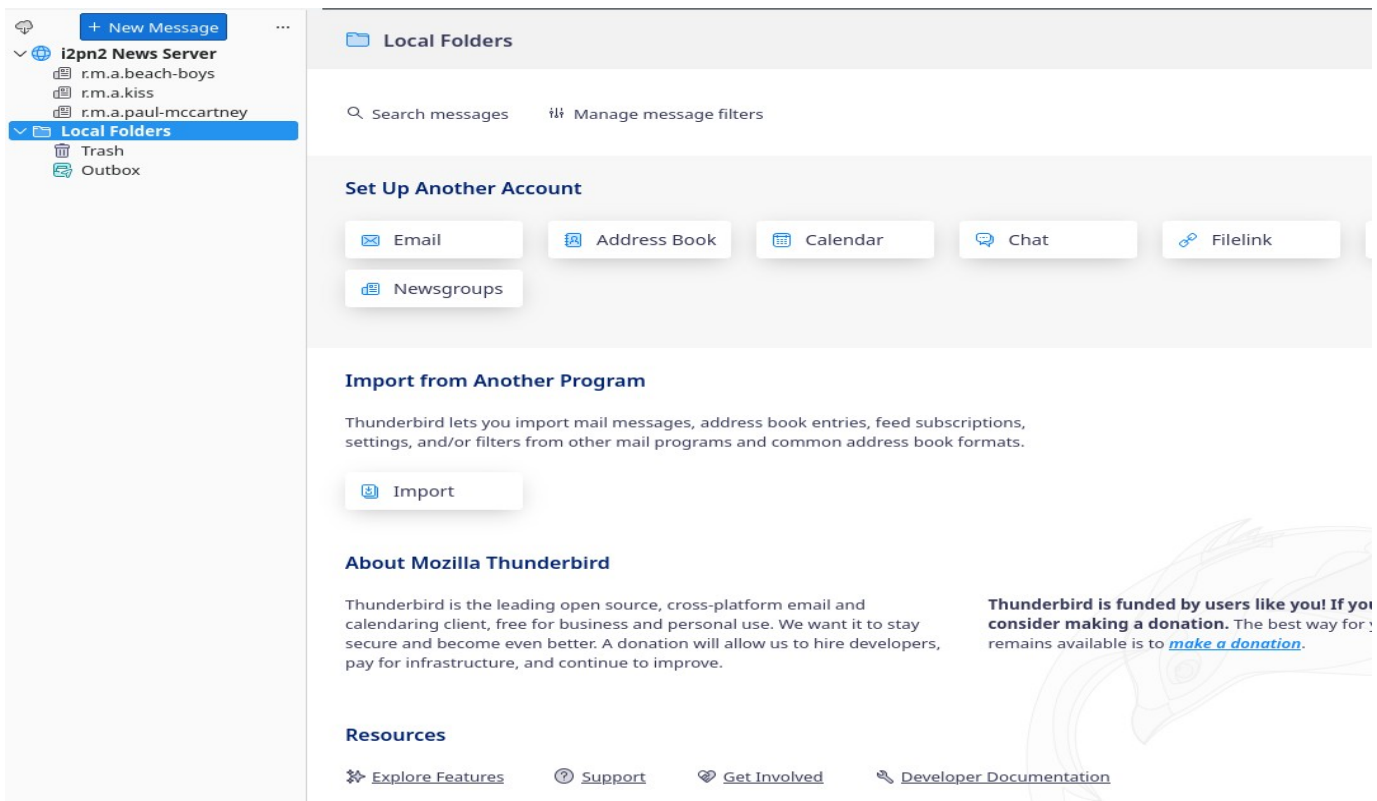 + New Message
...
i2pn2 News Server
r.m.a.beach-boys
r.m.a.kiss
r.m.a.paul-mccartney
Local Folders
Trash
Outbox
Local Folders
Search messages
Manage message filters
Set Up Another Account
Email
Address Book
Calendar
Chat
Filelink
Newsgroups
Import from Another Program
Thunderbird lets you import mail messages, address book entries, feed subscriptions,
settings, and/or filters from other mail programs and common address book formats.
Import
About Mozilla Thunderbird
Thunderbird is the leading open source, cross-platform email and
calendaring client, free for business and personal use. We want it to stay
secure and become even better. A donation will allow us to hire developers,
pay for infrastructure, and continue to improve.
Thunderbird is funded by users like you! If you
consider making a donation. The best way for
remains available is to make a donation.
Resources
Explore Features
Support
Get Involved
Developer Documentation